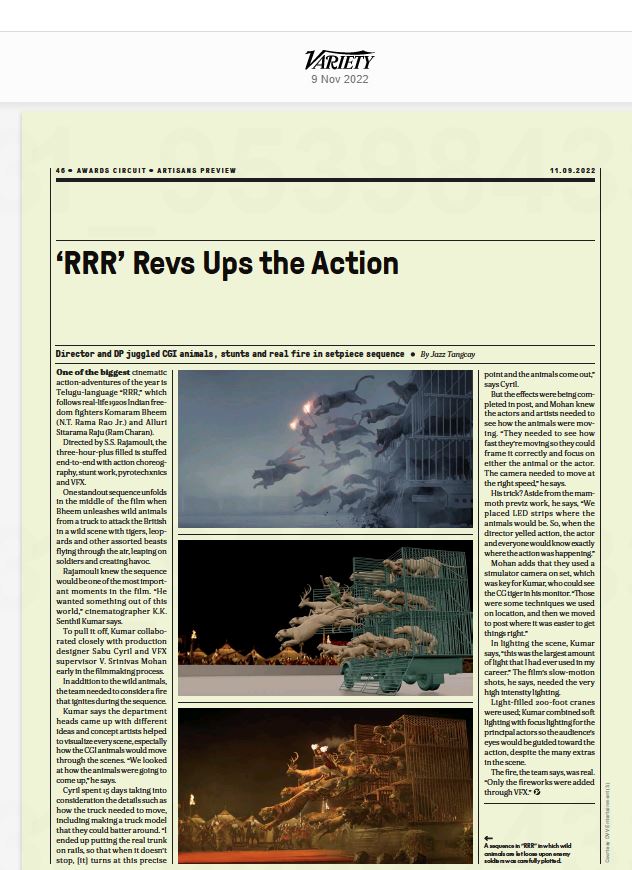 VARIETY
9 Nov 2022
46 • AWARDS CIRCUIT • ARTISANS PREVIEW
11.09.2022
‘RRR’ Revs Ups the Action
Director and DP juggled CGI animals, stunts and real fire in setpiece sequence • By Jazz Tangcay
One of the biggest cinematic
action-adventures of the year is
Telugu-language “RRR,” which
follows real-life 1920s Indian free-
dom fighters Komaram Bheem
(N.T. Rama Rao Jr.) and Alluri
Sitarama Raju (Ram Charan).
Directed by S.S. Rajamouli, the
three-hour-plus filled is stuffed
end-to-end with action choreog-
raphy, stunt work, pyrotechxnics
and VFX.
One standout sequence unfolds
in the middle of the film when
Bheem unleashes wild animals
from a truck to attack the British
in a wild scene with tigers, leop-
ards and other assorted beasts
flying through the air, leaping on
soldiers and creating havoc.
Rajamouli knew the sequence
would be one of the most import-
ant moments in the film. “He
wanted something out of this
world,” cinematographer K.K.
Senthil Kumar says.
To pull it off, Kumar collabo-
rated closely with production
designer Sabu Cyril and VFX
supervisor V. Srinivas Mohan
early in the filmmaking process.
In addition to the wild animals,
the team needed to consider a fire
that ignites during the sequence.
Kumar says the department
heads came up with different
ideas and concept artists helped
to visualize every scene, especially
how the CGI animals would move
through the scenes. “We looked
at how the animals were going to
come up,” he says.
Cyril spent 15 days taking into
consideration the details such as
how the truck needed to move,
including making a truck model
that they could batter around. “I
ended up putting the real trunk
on rails, so that when it doesn’t
stop, [it] turns at this precise
point and the animals come out,”
says Cyril.
But the effects were being com-
pleted in post, and Mohan knew
the actors and artists needed to
see how the animals were mov-
ing. “They needed to see how
fast they’re moving so they could
frame it correctly and focus on
either the animal or the actor.
The camera needed to move at
the right speed,” he says.
His trick? Aside from the mam-
moth previz work, he says, “We
placed LED strips where the
animals would be. So, when the
director yelled action, the actor
and everyone would know exactly
where the action was happening.”
Mohan adds that they used a
simulator camera on set, which
was key for Kumar, who could see
the CG tiger in his monitor. “Those
were some techniques we used
on location, and then we moved
to post where it was easier to get
things right.”
In lighting the scene, Kumar
says, “this was the largest amount
of light that I had ever used in my
career.” The film’s slow-motion
shots, he says, needed the very
high intensity lighting.
Light-filled 200-foot cranes
were used; Kumar combined soft
lighting with focus lighting for the
principal actors so the audience’s
eyes would be guided toward the
action, despite the many extras
in the scene.
The fire, the team says, was real.
“Only the fireworks were added
through VFX.”
A sequence in “RRR” in which wild
animals are let loose upon enemy
soldiers was carefully plotted.
Courtesy DVV Entertainment (3)